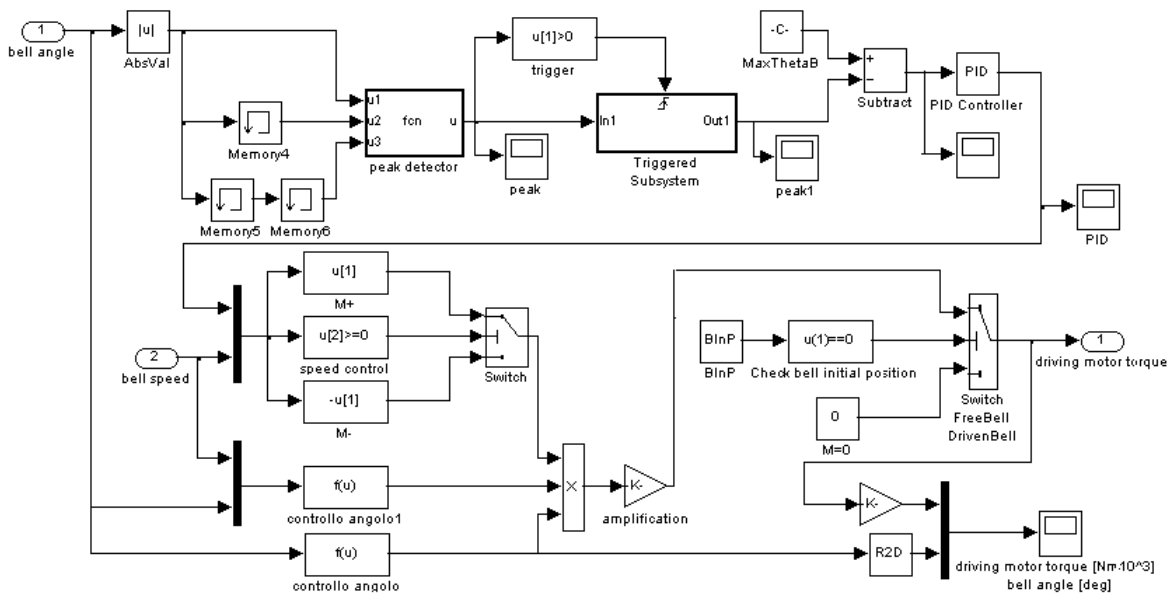 1
bell angle
|u|
AbsVal
Memory4
Memory5
Memory6
u1
u2
u3
fcn
u
peak detector
u[1]>0
trigger
peak
In1
Out1
Triggered
Subsystem
peak1
-C-
MaxThetaB
+
−
Subtract
PID
PID Controller
PID
2
bell speed
u[1]
M+
u[2]>=0
speed control
-u[1]
M-
Switch
f(u)
controllo angolo1
f(u)
controllo angolo
X
K-
amplification
BInP
BInP
u(1)==0
Check bell initial position
0
M=0
Switch
FreeBell
DrivenBell
1
driving motor torque
K-
R2D
driving motor torque [Nm·10^3]
bell angle [deg]